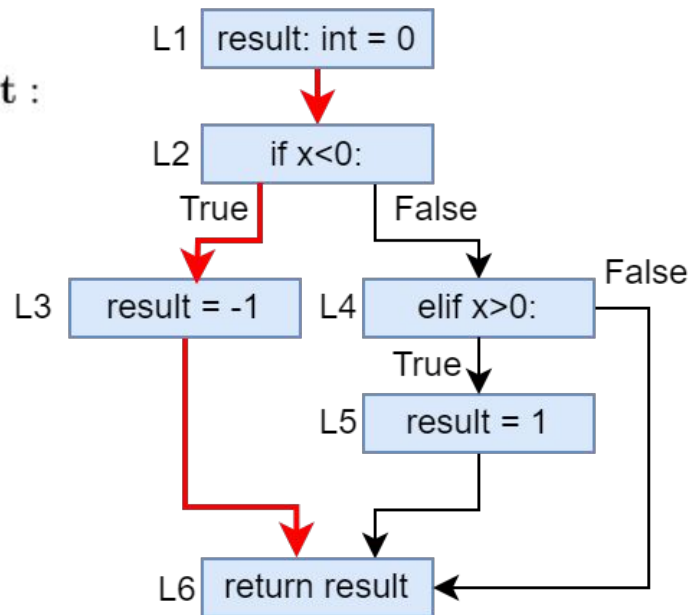 L1 result: int = 0
t :
L2 if x<0:
True False
False
L3 result = -1 L4 elif x>0:
True
L5 result = 1
L6 return result